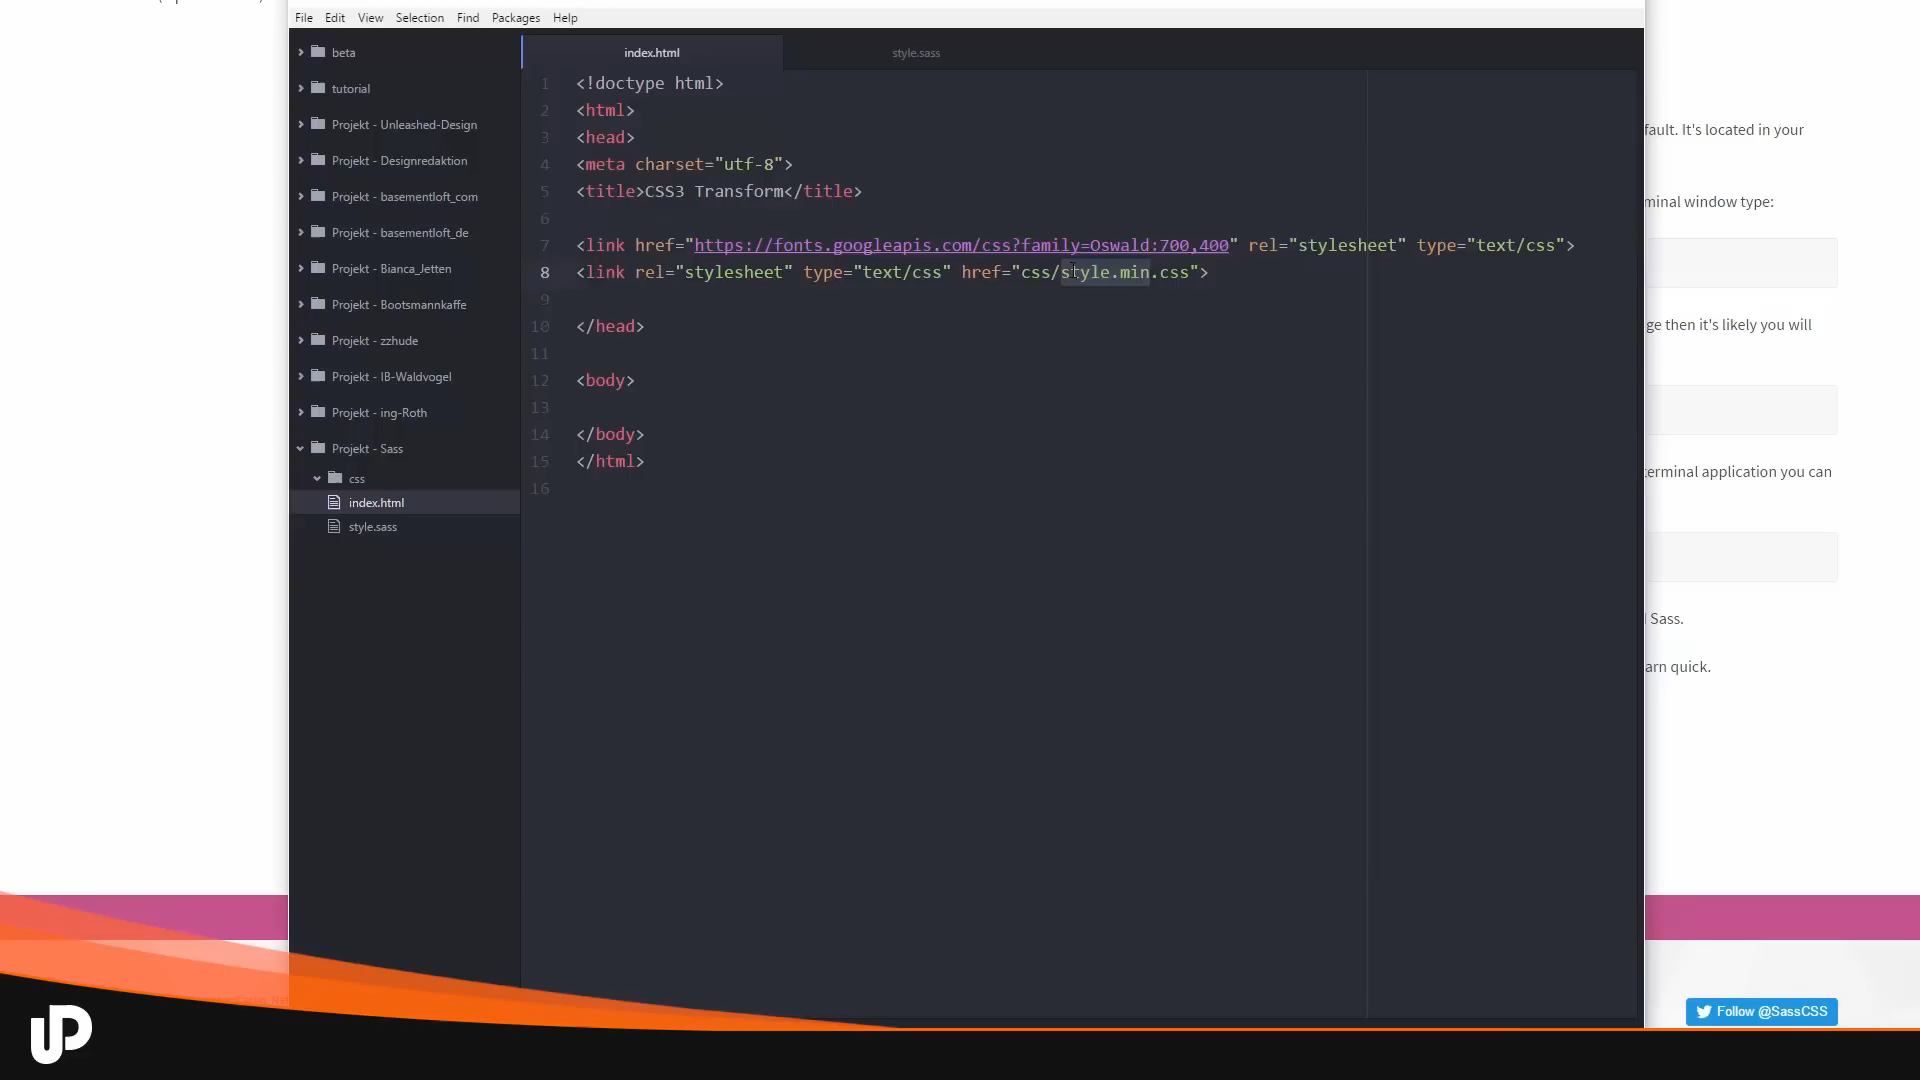 File Edit View Selection Find Packages Help
beta
tutorial
Projekt - Unleashed-Design
Projekt - Designredaktion
Projekt - basementloft_com
Projekt - basementloft_de
Projekt - Bianca_Jetten
Projekt - Bootsmannkaffe
Projekt - zzhude
Projekt - IB-Waldvogel
Projekt - ing-Roth
Projekt - Sass
css
index.html
style.sass
index.html style.sass
1 <!doctype html>
2 <html>
3 <head>
4 <meta charset="utf-8">
5 <title>CSS3 Transform</title>
6
7 <link href="https://fonts.googleapis.com/css?family=Oswald:700,400" rel="stylesheet" type="text/css">
8 <link rel="stylesheet" type="text/css" href="css/style.min.css">
9
10 </head>
11
12 <body>
13
14 </body>
15 </html>
16
fault. It's located in your
minal window type:
ge then it's likely you will
terminal application you can
Sass.
arn quick.
Follow @SassCSS
UP